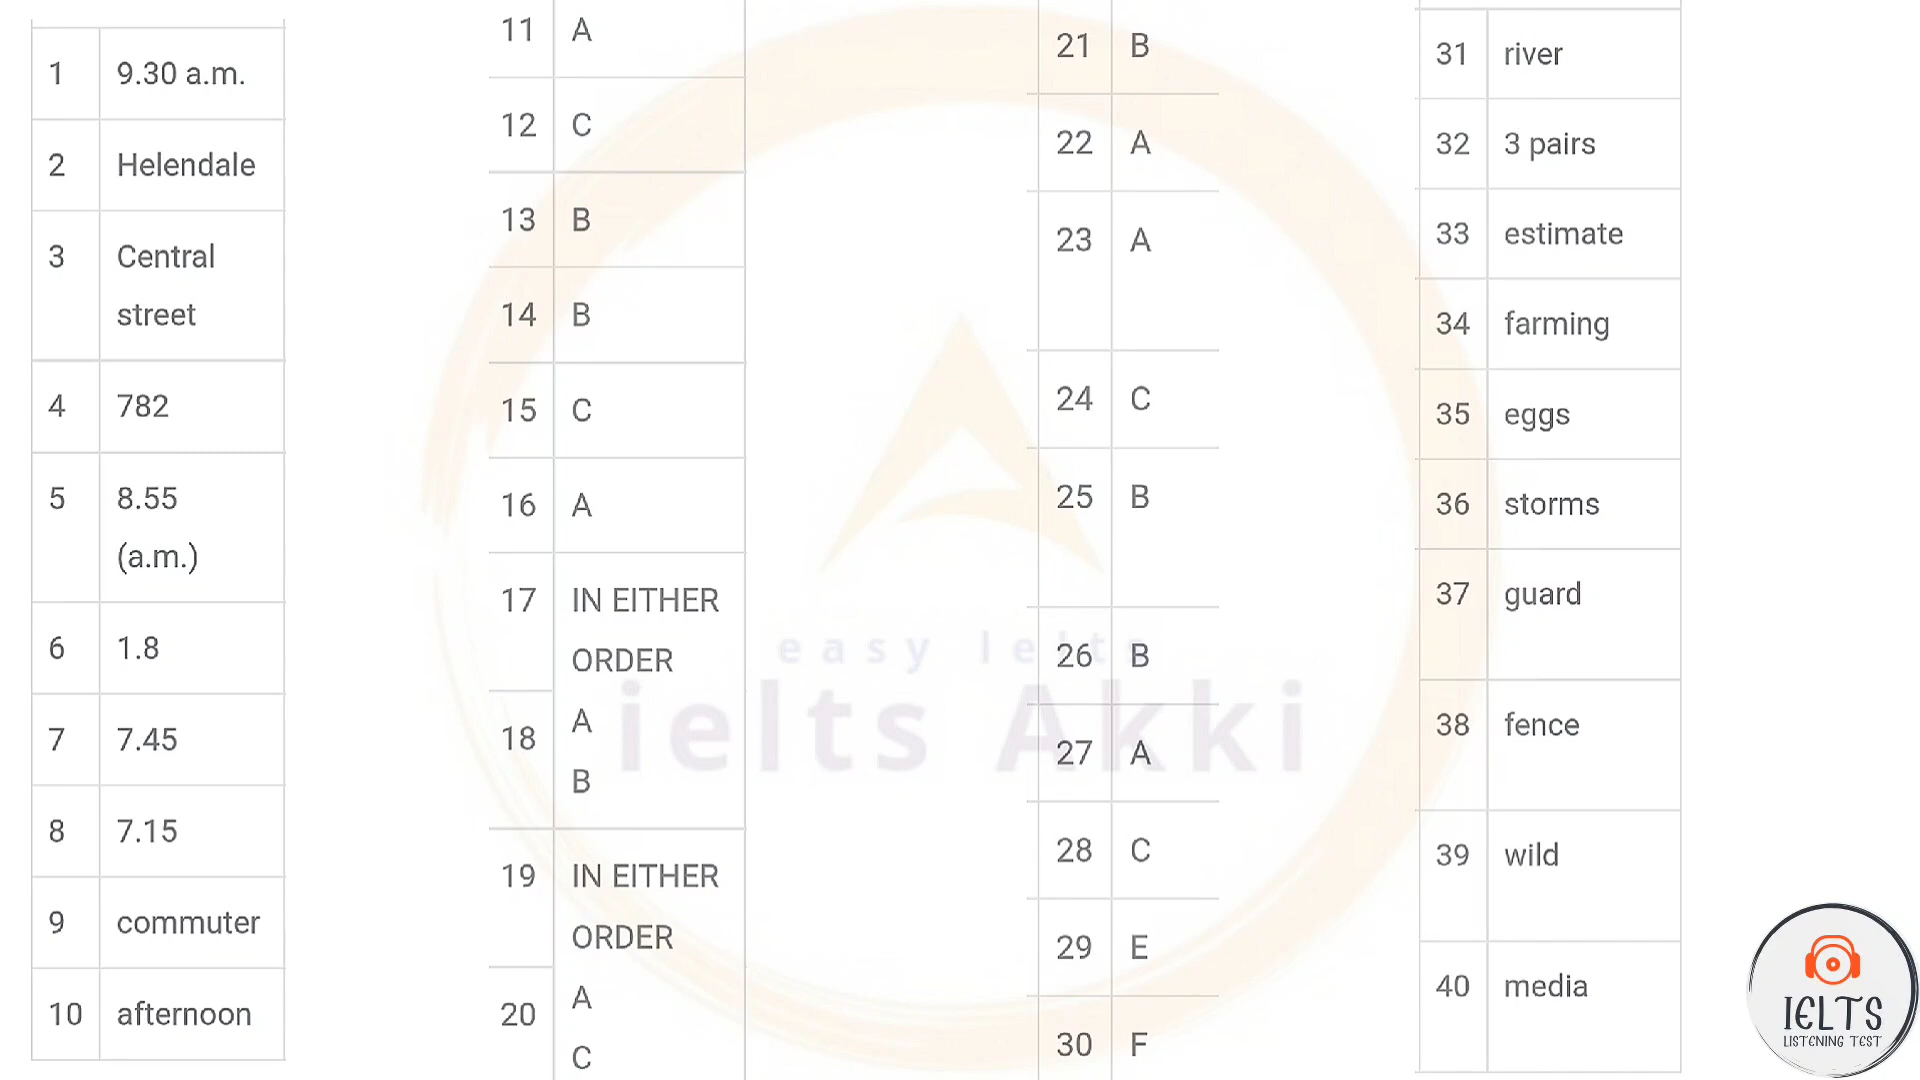 1 9.30 a.m.
2 Helendale
3 Central
street
4 782
5 8.55
(a.m.)
6 1.8
7 7.45
8 7.15
9 commuter
10 afternoon
11 A
12 C
13 B
14 B
15 C
16 A
17 IN EITHER
ORDER
18 A
B
19 IN EITHER
ORDER
20 A
C
21 B
22 A
23 A
24 C
25 B
26 B
27 A
28 C
29 E
30 F
31 river
32 3 pairs
33 estimate
34 farming
35 eggs
36 storms
37 guard
38 fence
39 wild
40 media
easy Ielts
ielts Akki
IELTS
LISTENING TEST